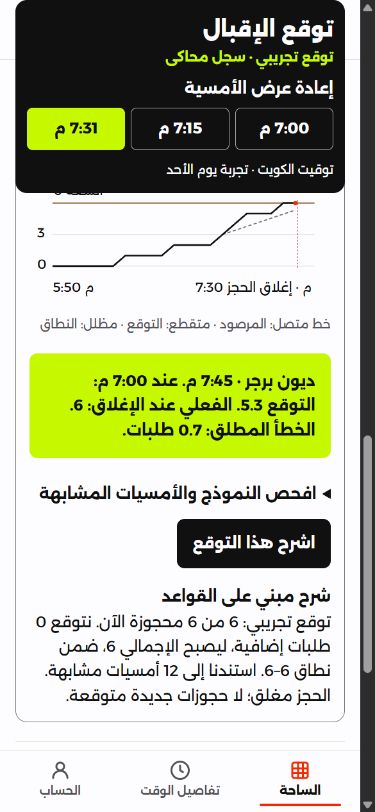 توقع الإقبال
توقع تجريبي · سجل محاكى
إعادة عرض الأمسية
7:00 م
7:15 م
7:31 م
توقيت الكويت · تجربة يوم الأحد
3
0
5:50 م
م · إغلاق الحجز 7:30
خط متصل: المرصود · متقطع: التوقع · مظلل: النطاق
ديون برجر · 7:45 م. عند 7:00 م:
التوقع 5.3. الفعلي عند الإغلاق: 6.
الخطأ المطلق: 0.7 طلبات.
افحص النموذج والأمسيات المشابهة
اشرح هذا التوقع
شرح مبني على القواعد
توقع تجريبي: 6 من 6 محجوزة الآن. نتوقع 0
طلبات إضافية، ليصبح الإجمالي 6، ضمن
نطاق 6–6. استندنا إلى 12 أمسيات مشابهة.
الحجز مغلق؛ لا حجوزات جديدة متوقعة.
الساحة
تفاصيل الوقت
الحساب